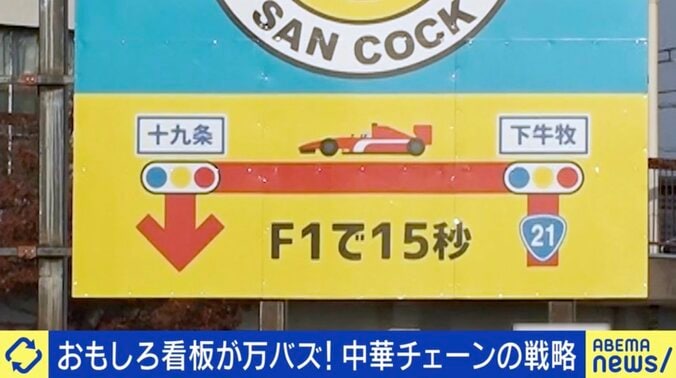 SAN COCK
十九条
下牛牧
F1で15秒
21
おもしろ看板が万バズ！中華チェーンの戦略
ABEMA
news/